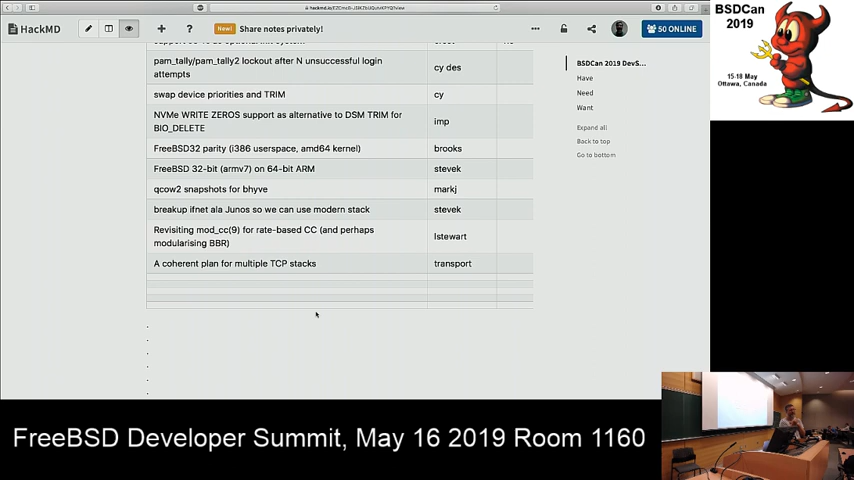 HackMD
New!
Share notes privately!
50 ONLINE
pam_tally/pam_tally2 lockout after N unsuccessful login
attempts
cy des
swap device priorities and TRIM
cy
NVMe WRITE ZEROS support as alternative to DSM TRIM for
BIO_DELETE
imp
FreeBSD32 parity (i386 userspace, amd64 kernel)
brooks
FreeBSD 32-bit (armv7) on 64-bit ARM
stevek
qcow2 snapshots for bhyve
markj
breakup ifnet ala Junos so we can use modern stack
stevek
Revisiting mod_cc(9) for rate-based CC (and perhaps
modularising BBR)
lstewart
A coherent plan for multiple TCP stacks
transport
BSDCan 2019 DevS...
Have
Need
Want
Expand all
Back to top
Go to bottom
BSDCan
2019
15-18 May
Ottawa, Canada
FreeBSD Developer Summit, May 16 2019 Room 1160